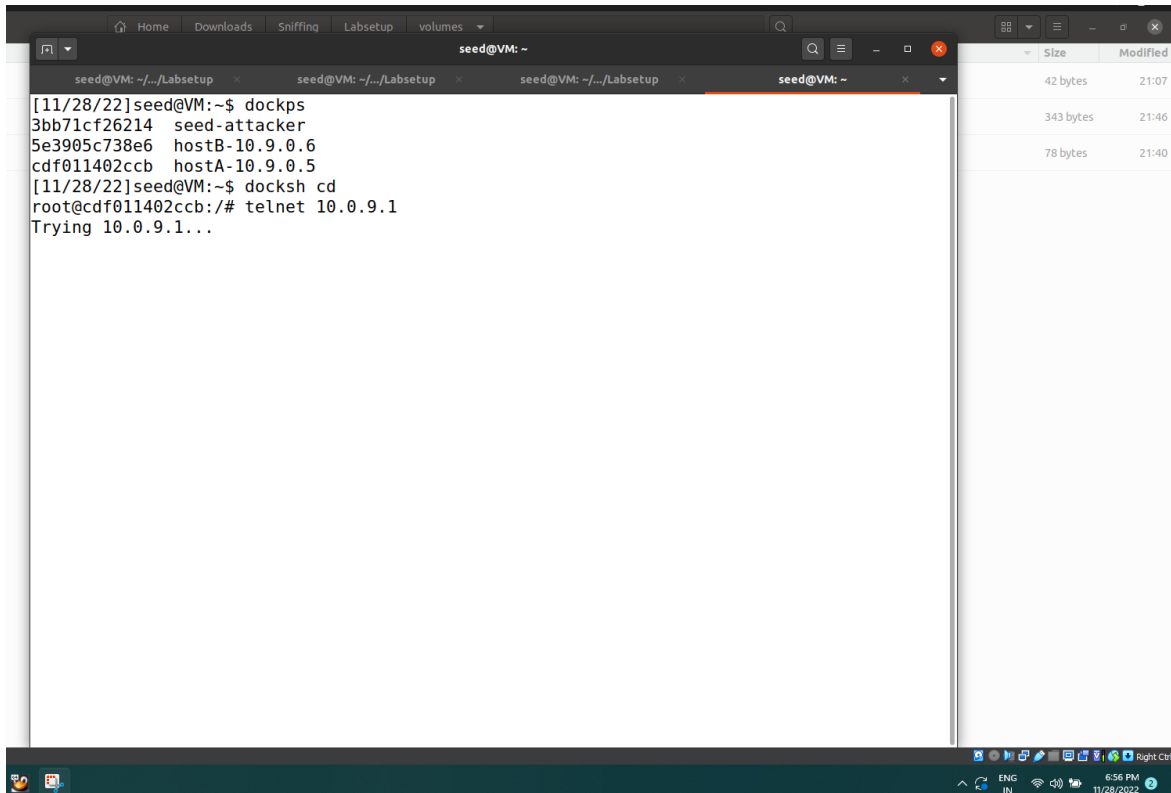 Home Downloads Sniffing Labsetup volumes
seed@VM: ~
Size Modified
seed@VM: ~/.../Labsetup seed@VM: ~/.../Labsetup seed@VM: ~/.../Labsetup seed@VM: ~
42 bytes 21:07
343 bytes 21:46
78 bytes 21:40
[11/28/22]seed@VM:~$ dockps
3bb71cf26214 seed-attacker
5e3905c738e6 hostB-10.9.0.6
cdf011402ccb hostA-10.9.0.5
[11/28/22]seed@VM:~$ docksh cd
root@cdf011402ccb:/# telnet 10.0.9.1
Trying 10.0.9.1...
Right Ctr
ENG
IN
6:56 PM
11/28/2022
2